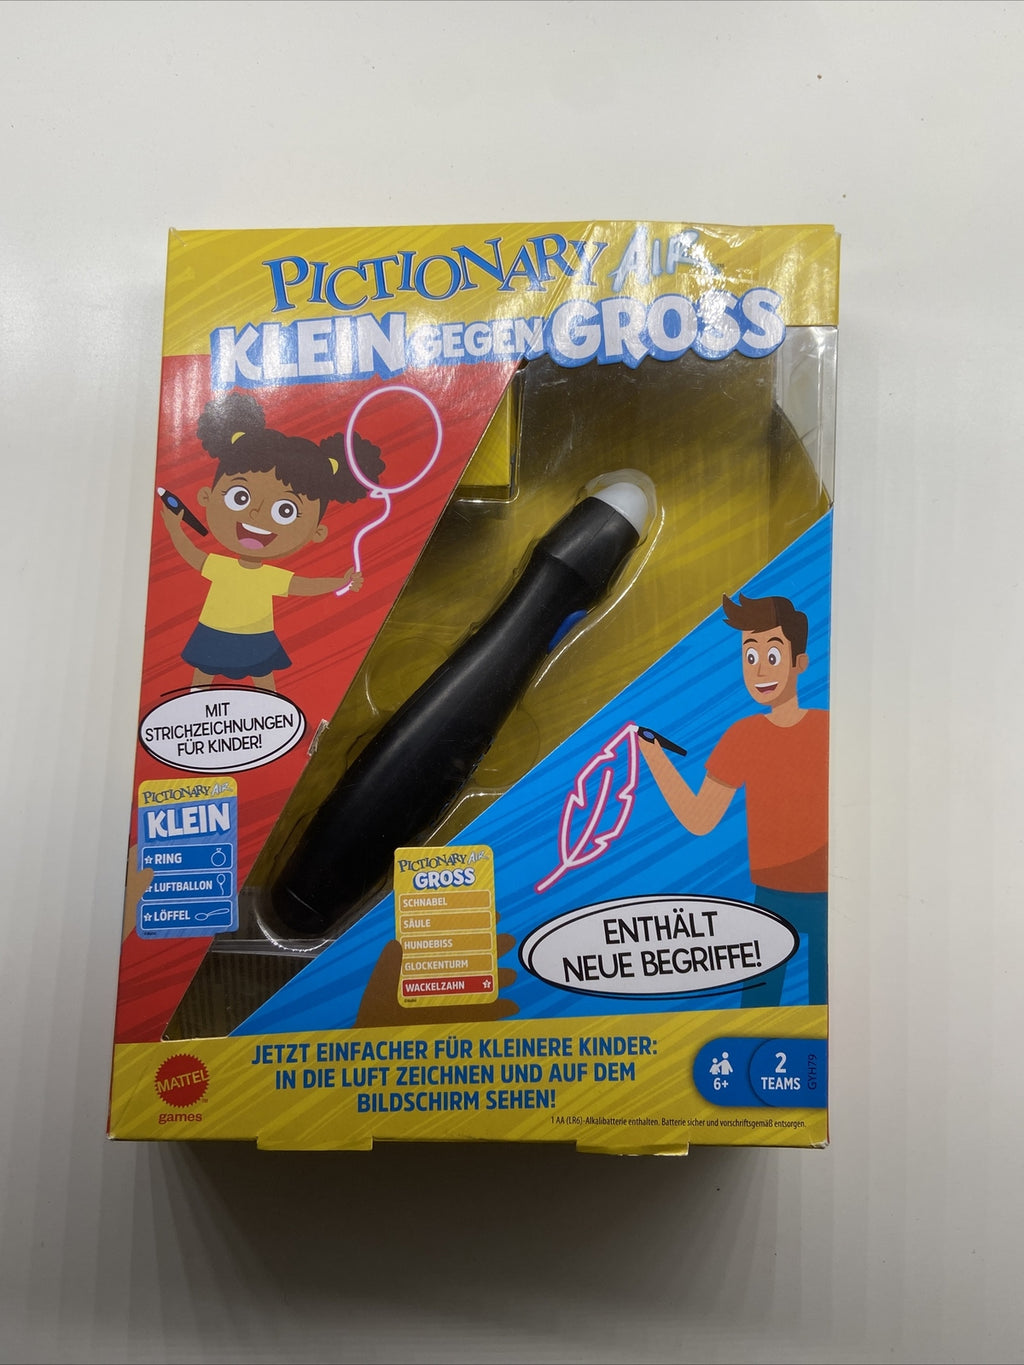 PICTIONARY AIR™
KLEIN GEGEN GROSS
MIT
STRICHZEICHNUNGEN
FÜR KINDER!
PICTIONARY AIR
KLEIN
RING
LUFTBALLON
LÖFFEL
PICTIONARY AIR
GROSS
SCHNABEL
SÄULE
HUNDEBISS
GLOCKENTURM
WACKELZAHN
ENTHÄLT
NEUE BEGRIFFE!
MATTEL
games
JETZT EINFACHER FÜR KLEINERE KINDER:
IN DIE LUFT ZEICHNEN UND AUF DEM
BILDSCHIRM SEHEN!
6+
2
TEAMS
GYH79
1 AA (LR6)-Alkalibatterie enthalten. Batterie sicher und vorschriftsgemäß entsorgen.